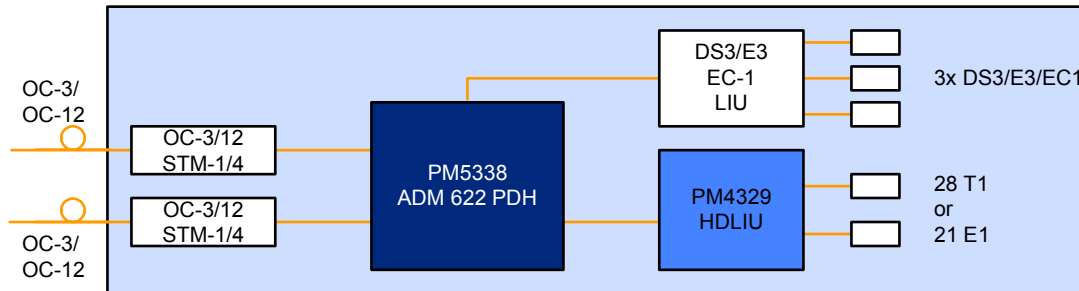 OC-3/
OC-12
OC-3/12
STM-1/4
OC-3/12
STM-1/4
OC-3/
OC-12
PM5338
ADM 622 PDH
DS3/E3
EC-1
LIU
3x DS3/E3/EC1
PM4329
HDLIU
28 T1
or
21 E1